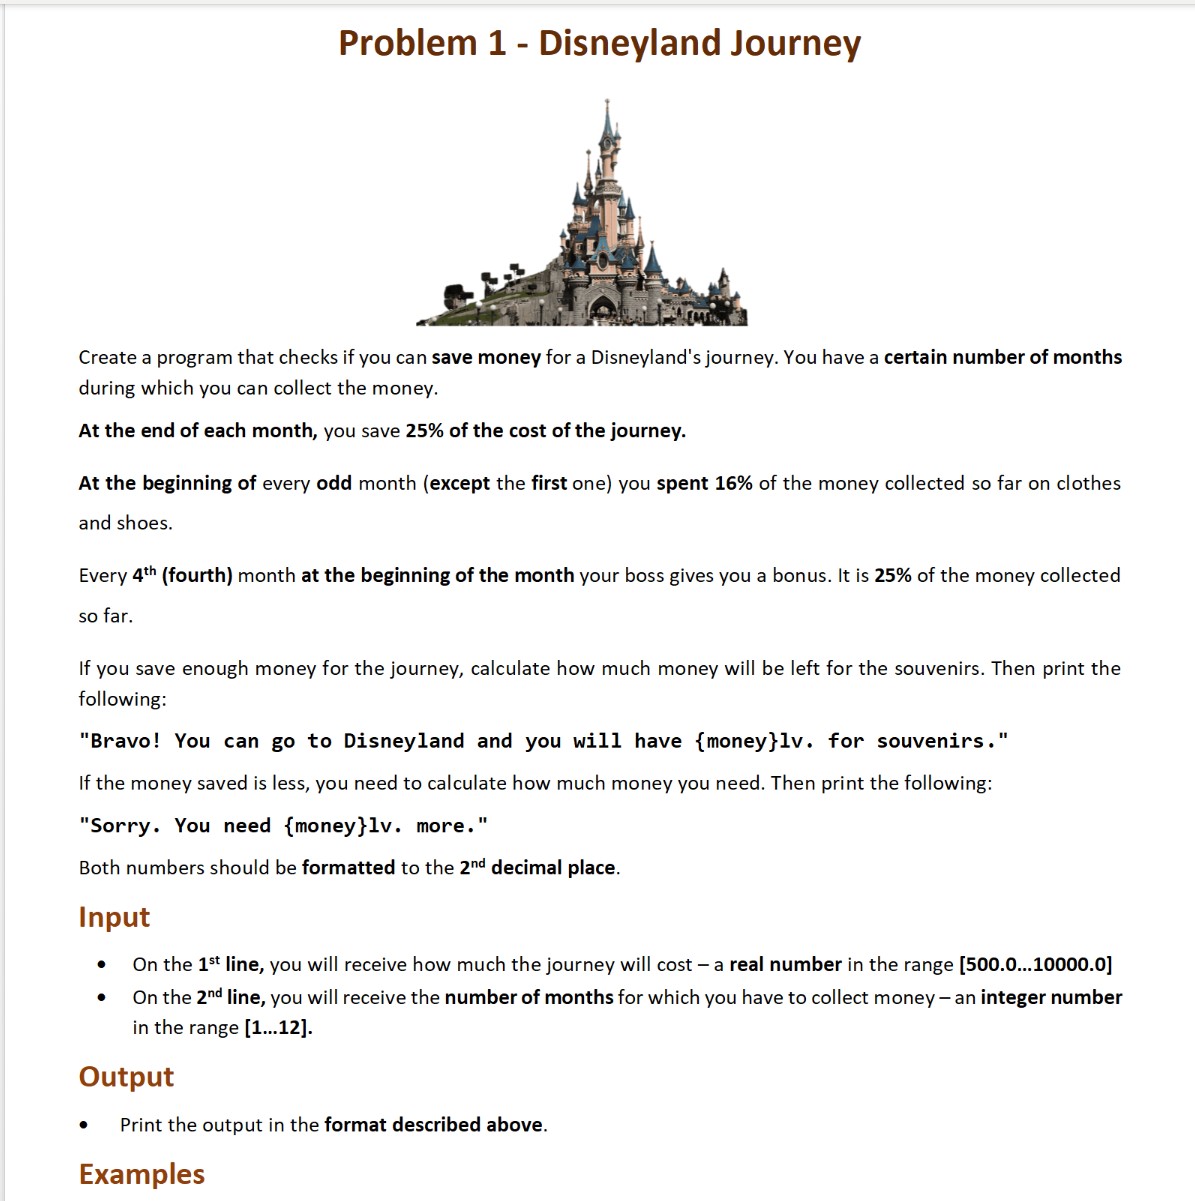 Problem 1 - Disneyland Journey
Create a program that checks if you can save money for a Disneyland's journey. You have a certain number of months
during which you can collect the money.
At the end of each month, you save 25% of the cost of the journey.
At the beginning of every odd month (except the first one) you spent 16% of the money collected so far on clothes
and shoes.
Every 4th (fourth) month at the beginning of the month your boss gives you a bonus. It is 25% of the money collected
so far.
If you save enough money for the journey, calculate how much money will be left for the souvenirs. Then print the
following:
"Bravo! You can go to Disneyland and you will have {money}lv. for souvenirs."
If the money saved is less, you need to calculate how much money you need. Then print the following:
"Sorry. You need {money}lv. more."
Both numbers should be formatted to the 2nd decimal place.
Input
• On the 1st line, you will receive how much the journey will cost – a real number in the range [500.0…10000.0]
• On the 2nd line, you will receive the number of months for which you have to collect money – an integer number
in the range [1…12].
Output
• Print the output in the format described above.
Examples